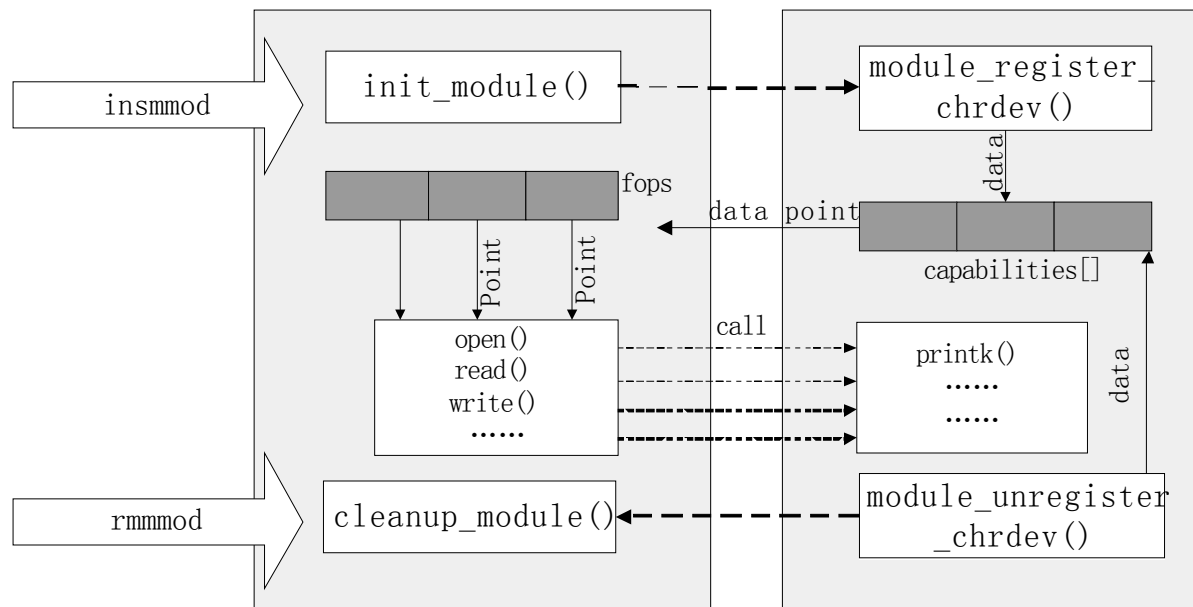 insmmod
init_module()
module_register_
chrdev()
data
fops
data point
capabilities[]
Point
Point
open()
read()
write()
......
call
printk()
......
......
data
rmmmod
cleanup_module()
module_unregister
_chrdev()